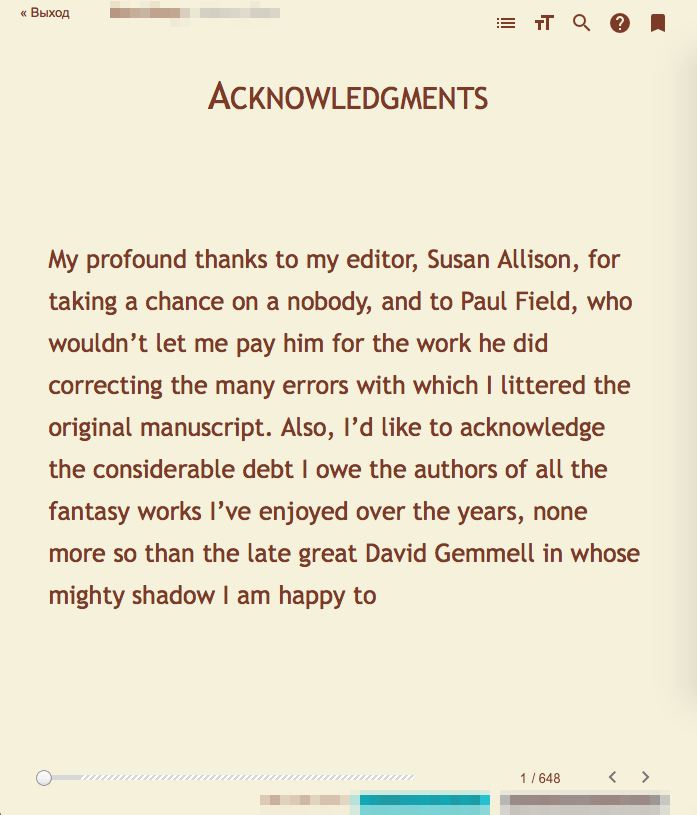 « Выход
ACKNOWLEDGMENTS
My profound thanks to my editor, Susan Allison, for
taking a chance on a nobody, and to Paul Field, who
wouldn’t let me pay him for the work he did
correcting the many errors with which I littered the
original manuscript. Also, I’d like to acknowledge
the considerable debt I owe the authors of all the
fantasy works I’ve enjoyed over the years, none
more so than the late great David Gemmell in whose
mighty shadow I am happy to
1 / 648